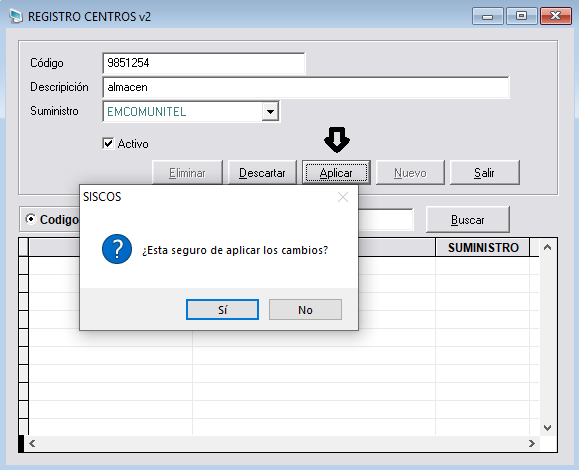 REGISTRO CENTROS v2
Código 9851254
Descripición almacen
Suministro EMCOMUNITEL
Activo
Eliminar Descartar Aplicar Nuevo Salir
SISCOS
Codigo Buscar
SUMINISTRO
¿Esta seguro de aplicar los cambios?
Sí No